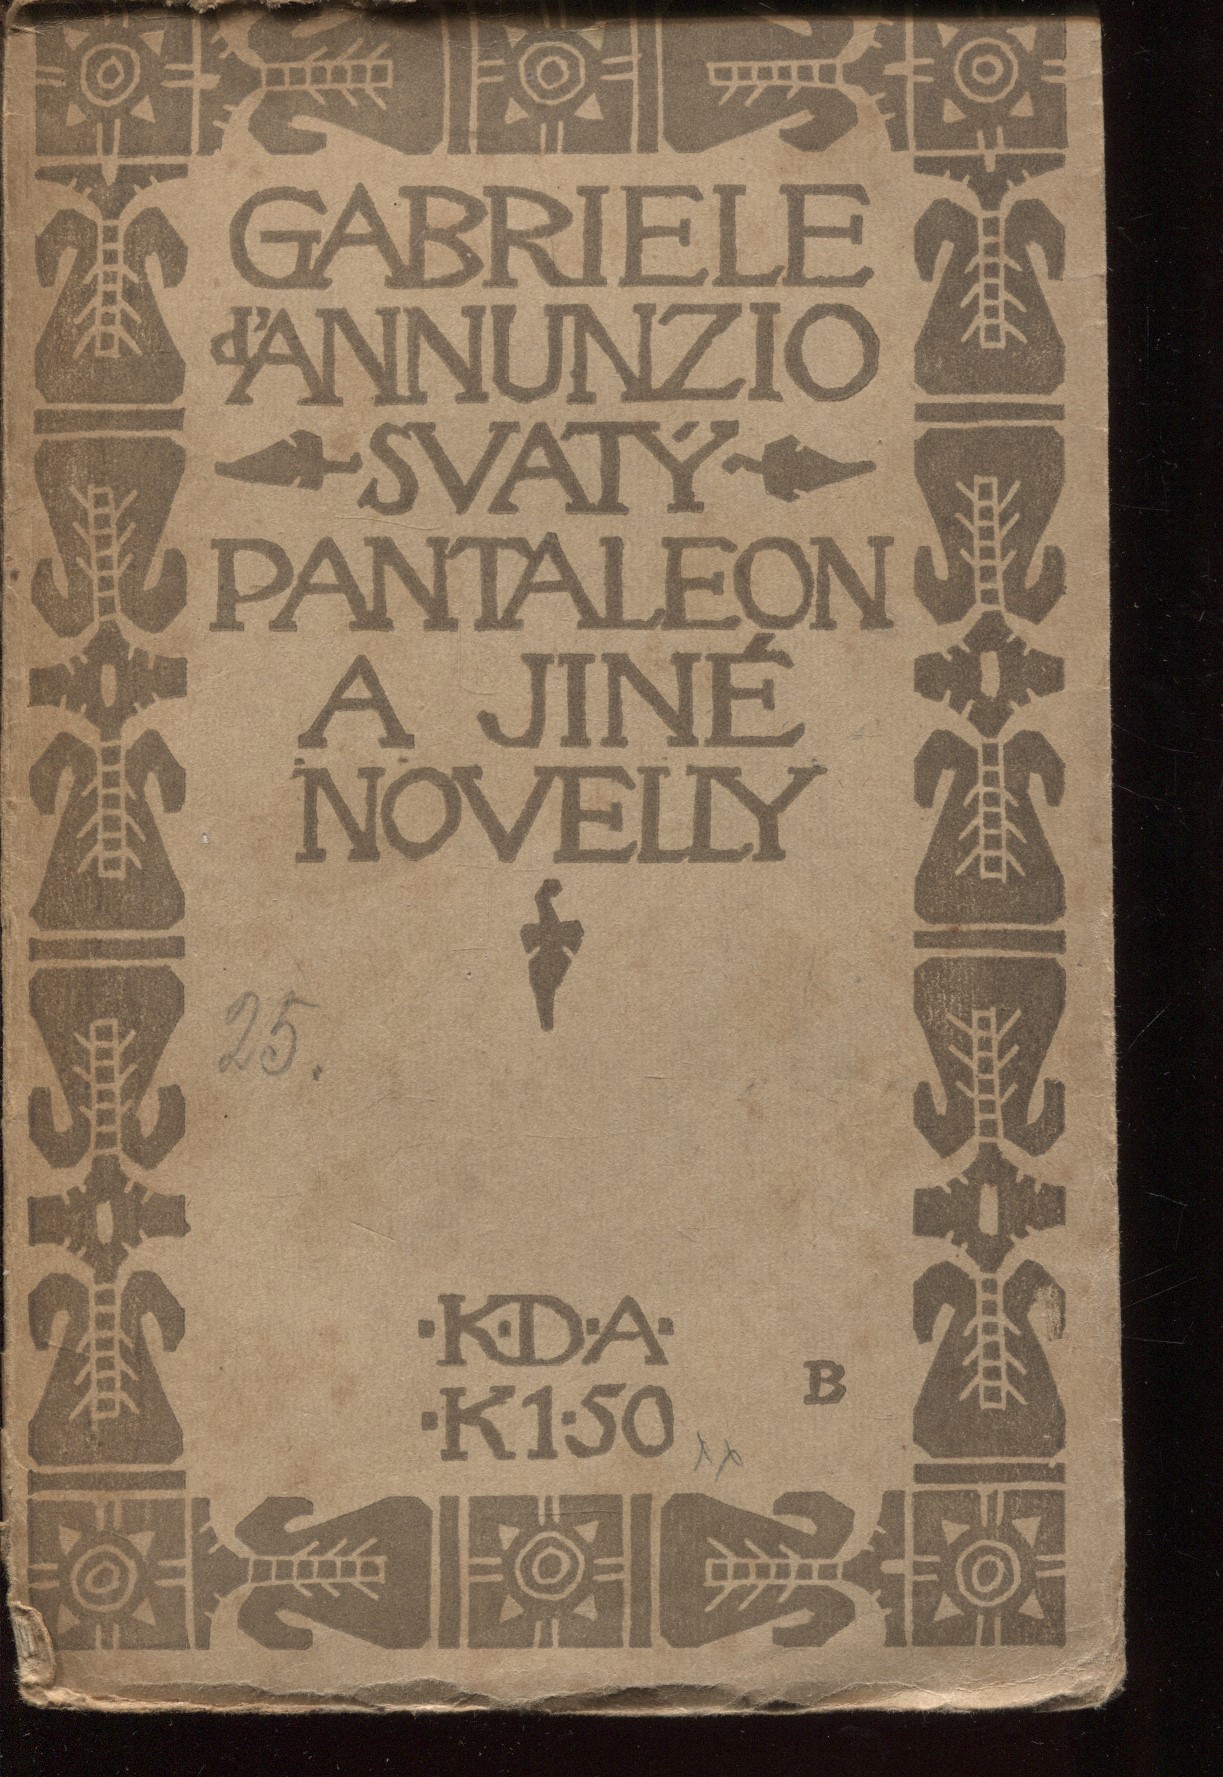 GABRIELE
d'ANNUNZIO
SVATÝ
PANTALEON
A JINÉ
NOVELLY
25.
·K·D·A·
·K1·50
B